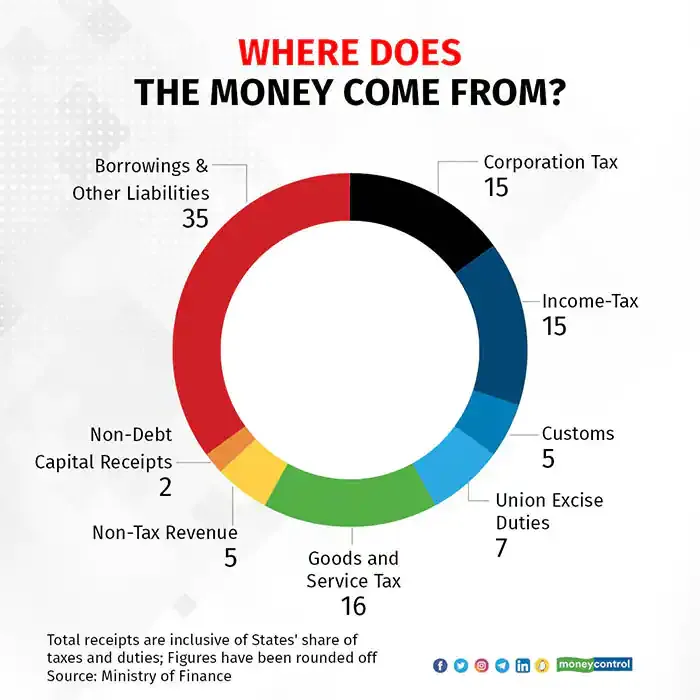 WHERE DOES
THE MONEY COME FROM?
Borrowings &
Other Liabilities
35
Corporation Tax
15
Income-Tax
15
Customs
5
Union Excise
Duties
7
Goods and
Service Tax
16
Non-Tax Revenue
5
Non-Debt
Capital Receipts
2
Total receipts are inclusive of States' share of
taxes and duties; Figures have been rounded off
Source: Ministry of Finance
moneycontrol